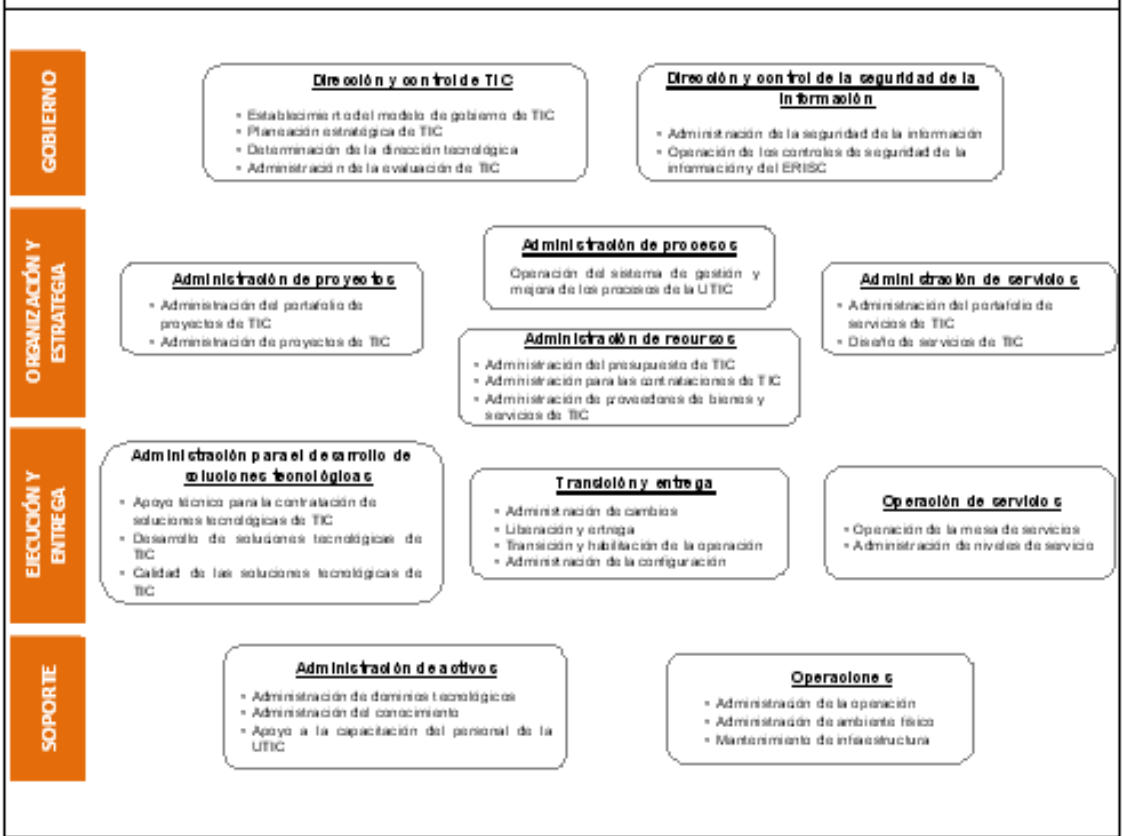 GOBIERNO
Dirección y control de TIC
Establecimiento del modelo de gobierno de TIC
Planeación estratégica de TIC
Determinación de la dirección tecnológica
Administración de la evaluación de TIC
Dirección y control de la seguridad de la
Información
Administración de la seguridad de la información
Operación de los controles de seguridad de la
información y del ERISC
ORGANIZACIÓN Y
ESTRATEGIA
Administración de proyectos
Administración del portafolio de
proyectos de TIC
Administración de proyectos de TIC
Administración de procesos
Operación del sistema de gestión y
mejora de los procesos de la UTIC
Administración de recursos
Administración del presupuesto de TIC
Administración para las contrataciones de TIC
Administración de proveedores de bienes y
servicios de TIC
Administración de servicios
Administración del portafolio de
servicios de TIC
Diseño de servicios de TIC
EJECUCIÓN Y
ENTREGA
Administración para el desarrollo de
soluciones tecnológicas
Apoyo técnico para la contratación de
soluciones tecnológicas de TIC
Desarrollo de soluciones tecnológicas de
TIC
Calidad de las soluciones tecnológicas de
TIC
Transición y entrega
Administración de cambios
Liberación y entrega
Transición y habilitación de la operación
Administración de la configuración
Operación de servicios
Operación de la mesa de servicios
Administración de niveles de servicio
SOPORTE
Administración de activos
Administración de dominios tecnológicos
Administración del conocimiento
Apoyo a la capacitación del personal de la
UTIC
Operaciones
Administración de la operación
Administración de ambiente físico
Mantenimiento de infraestructura